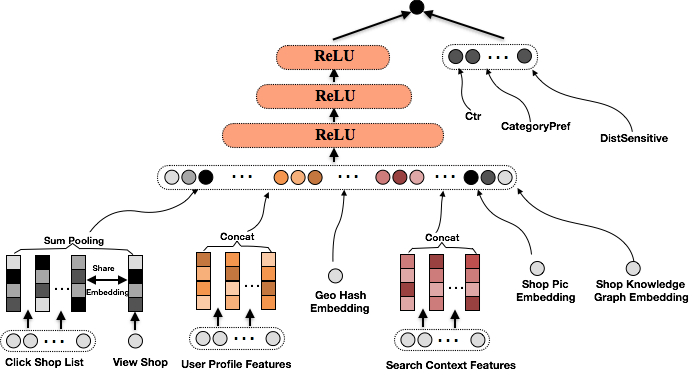 ReLU
ReLU
ReLU
Ctr
CategoryPref
DistSensitive
Sum Pooling
Concat
Concat
Share
Embedding
Geo Hash
Embedding
Shop Pic
Embedding
Shop Knowledge
Graph Embedding
Click Shop List
View Shop
User Profile Features
Search Context Features